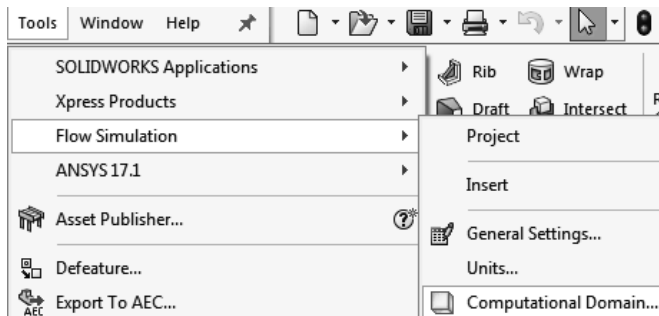 Tools Window Help
SOLIDWORKS Applications
Xpress Products
Flow Simulation
ANSYS 17.1
Asset Publisher...
Defeature...
Export To AEC...
AEC
Rib Wrap
Draft Intersect
Project
Insert
General Settings...
Units...
Computational Domain...